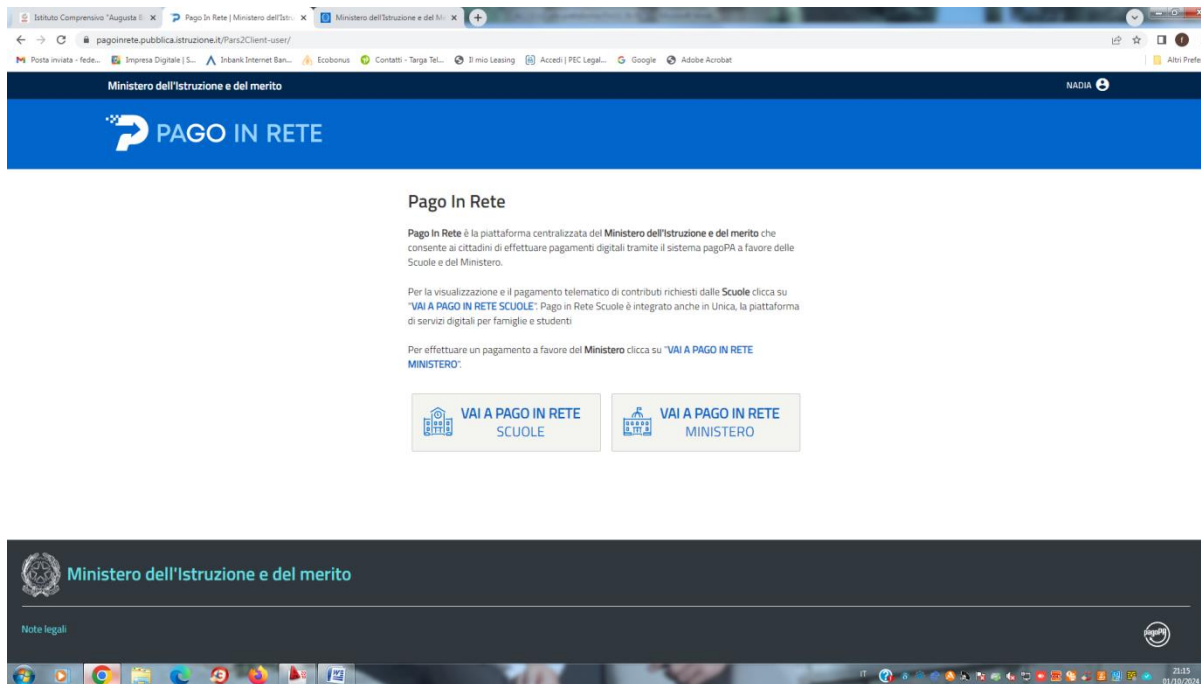 Istituto Comprensivo "Augusta B
Pago In Rete | Ministero dell'Istru
Ministero dell'Istruzione e del M
pagoinrete.pubblica.istruzione.it/Pars2Client-user/
Posta inviata - fede...
Impresa Digitale | S...
Inbank Internet Ban...
Ecobonus
Contatti - Targa Tel...
Il mio Leasing
Accedi | PEC Legal...
Google
Adobe Acrobat
Altri Prefe
Ministero dell'Istruzione e del merito
NADIA
PAGO IN RETE
Pago In Rete
Pago In Rete è la piattaforma centralizzata del Ministero dell'Istruzione e del merito che
consente ai cittadini di effettuare pagamenti digitali tramite il sistema pagoPA a favore delle
Scuole e del Ministero.
Per la visualizzazione e il pagamento telematico di contributi richiesti dalle Scuole clicca su
"VAI A PAGO IN RETE SCUOLE". Pago in Rete Scuole è integrato anche in Unica, la piattaforma
di servizi digitali per famiglie e studenti
Per effettuare un pagamento a favore del Ministero clicca su "VAI A PAGO IN RETE
MINISTERO".
VAI A PAGO IN RETE
SCUOLE
VAI A PAGO IN RETE
MINISTERO
Ministero dell'Istruzione e del merito
Note legali
pagoPA
IT
21:15
01/10/2024